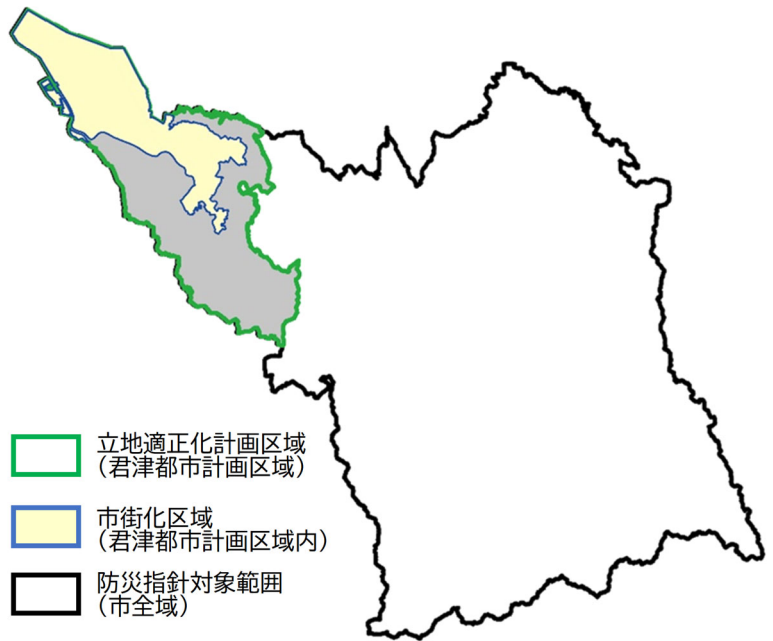 立地適正化計画区域
（君津都市計画区域）
市街化区域
（君津都市計画区域内）
防災指針対象範囲
（市全域）